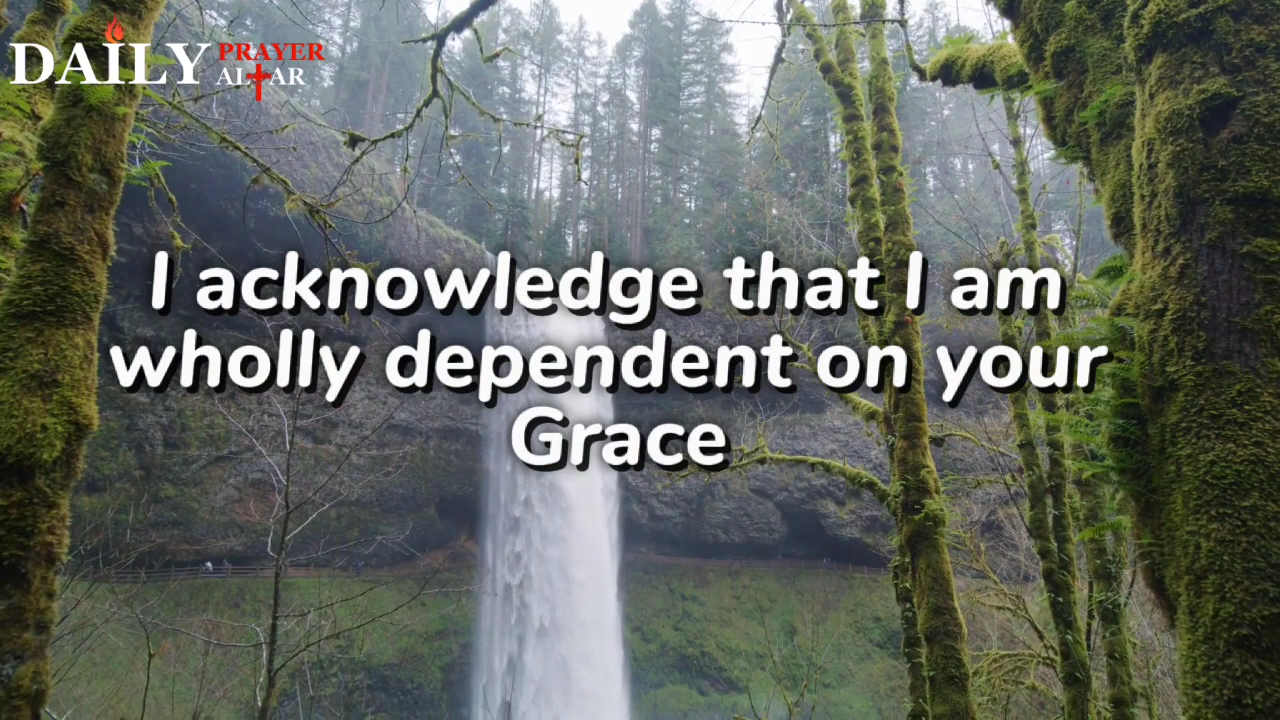 DAILY PRAYER ALTAR
I acknowledge that I am
wholly dependent on your
Grace